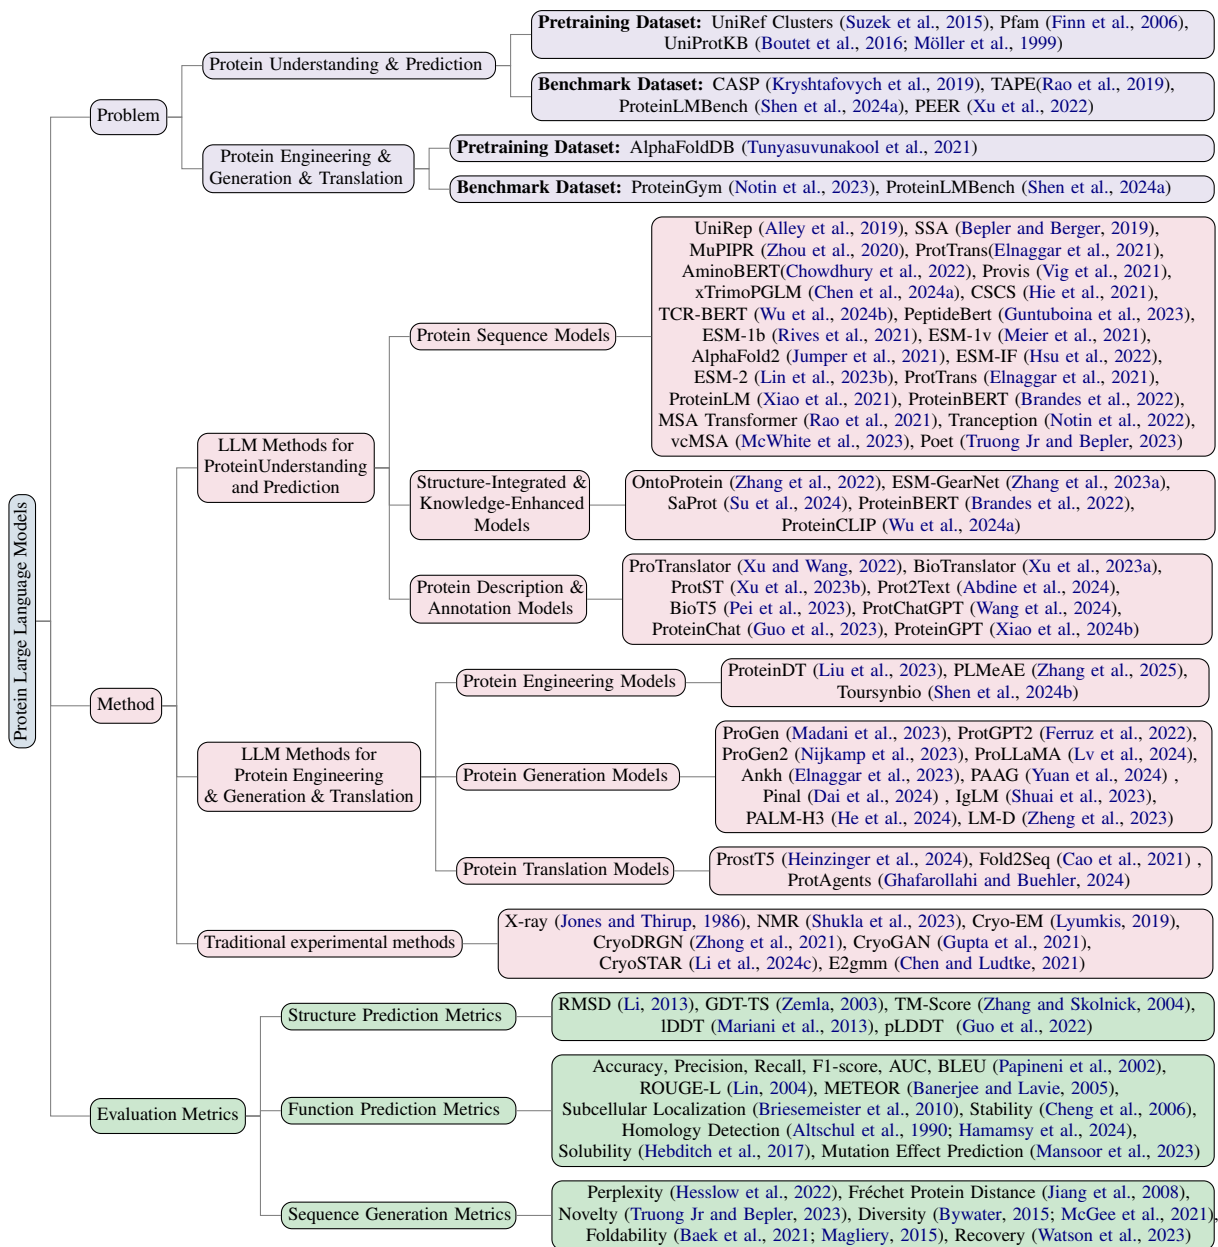 Protein Large Language Models
Problem
Protein Understanding & Prediction
Pretraining Dataset: UniRef Clusters (Suzek et al., 2015), Pfam (Finn et al., 2006),
UniProtKB (Boutet et al., 2016; Möller et al., 1999)
Benchmark Dataset: CASP (Kryshtafovych et al., 2019), TAPE(Rao et al., 2019),
ProteinLMBench (Shen et al., 2024a), PEER (Xu et al., 2022)
Protein Engineering &
Generation & Translation
Pretraining Dataset: AlphaFoldDB (Tunyasuvunakool et al., 2021)
Benchmark Dataset: ProteinGym (Notin et al., 2023), ProteinLMBench (Shen et al., 2024a)
Method
LLM Methods for
ProteinUnderstanding
and Prediction
Protein Sequence Models
UniRep (Alley et al., 2019), SSA (Bepler and Berger, 2019),
MuPIPR (Zhou et al., 2020), ProtTrans(Elnaggar et al., 2021)
AminoBERT(Chowdhury et al., 2022), Provis (Vig et al., 2021),
xTrimoPGLM (Chen et al., 2024a), CSCS (Hie et al., 2021),
TCR-BERT (Wu et al., 2024b), PeptideBert (Guntuboina et al., 2023),
ESM-1b (Rives et al., 2021), ESM-1v (Meier et al., 2021),
AlphaFold2 (Jumper et al., 2021), ESM-IF (Hsu et al., 2022),
ESM-2 (Lin et al., 2023b), ProtTrans (Elnaggar et al., 2021),
ProteinLM (Xiao et al., 2021), ProteinBERT (Brandes et al., 2022),
MSA Transformer (Rao et al., 2021), Tranception (Notin et al., 2022),
vcMSA (McWhite et al., 2023), Poet (Truong Jr and Bepler, 2023)
Structure-Integrated &
Knowledge-Enhanced
Models
OntoProtein (Zhang et al., 2022), ESM-GearNet (Zhang et al., 2023a),
SaProt (Su et al., 2024), ProteinBERT (Brandes et al., 2022),
ProteinCLIP (Wu et al., 2024a)
Protein Description &
Annotation Models
ProTranslator (Xu and Wang, 2022), BioTranslator (Xu et al., 2023a),
ProtST (Xu et al., 2023b), Prot2Text (Abdine et al., 2024),
BioT5 (Pei et al., 2023), ProtChatGPT (Wang et al., 2024),
ProteinChat (Guo et al., 2023), ProteinGPT (Xiao et al., 2024b)
LLM Methods for
Protein Engineering
& Generation & Translation
Protein Engineering Models
ProteinDT (Liu et al., 2023), PLMeAE (Zhang et al., 2025),
Toursynbio (Shen et al., 2024b)
Protein Generation Models
ProGen (Madani et al., 2023), ProtGPT2 (Ferruz et al., 2022),
ProGen2 (Nijkamp et al., 2023), ProLLaMA (Lv et al., 2024),
Ankh (Elnaggar et al., 2023), PAAG (Yuan et al., 2024) ,
Pinal (Dai et al., 2024) , IgLM (Shuai et al., 2023),
PALM-H3 (He et al., 2024), LM-D (Zheng et al., 2023)
Protein Translation Models
ProstT5 (Heinzinger et al., 2024), Fold2Seq (Cao et al., 2021) ,
ProtAgents (Ghafarollahi and Buehler, 2024)
Traditional experimental methods
X-ray (Jones and Thirup, 1986), NMR (Shukla et al., 2023), Cryo-EM (Lyumkis, 2019),
CryoDRGN (Zhong et al., 2021), CryoGAN (Gupta et al., 2021),
CryoSTAR (Li et al., 2024c), E2gmm (Chen and Ludtke, 2021)
Evaluation Metrics
Structure Prediction Metrics
RMSD (Li, 2013), GDT-TS (Zemla, 2003), TM-Score (Zhang and Skolnick, 2004),
lDDT (Mariani et al., 2013), pLDDT (Guo et al., 2022)
Function Prediction Metrics
Accuracy, Precision, Recall, F1-score, AUC, BLEU (Papineni et al., 2002),
ROUGE-L (Lin, 2004), METEOR (Banerjee and Lavie, 2005),
Subcellular Localization (Briesemeister et al., 2010), Stability (Cheng et al., 2006),
Homology Detection (Altschul et al., 1990; Hamamsy et al., 2024),
Solubility (Hebditch et al., 2017), Mutation Effect Prediction (Mansoor et al., 2023)
Sequence Generation Metrics
Perplexity (Hesslow et al., 2022), Fréchet Protein Distance (Jiang et al., 2008),
Novelty (Truong Jr and Bepler, 2023), Diversity (Bywater, 2015; McGee et al., 2021),
Foldability (Baek et al., 2021; Magliery, 2015), Recovery (Watson et al., 2023)